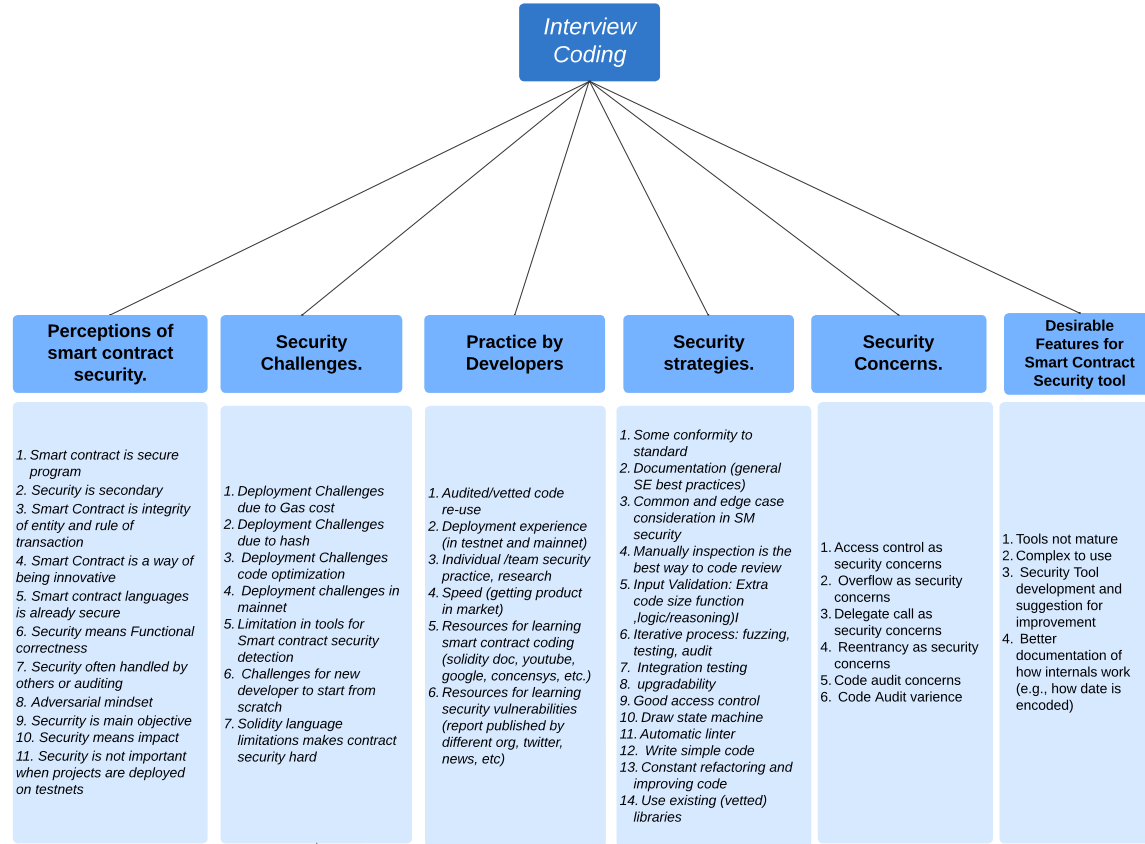 Interview
Coding
Perceptions of
smart contract
security.
Security
Challenges.
Practice by
Developers
Security
strategies.
Security
Concerns.
Desirable
Features for
Smart Contract
Security tool
1. Smart contract is secure
program
2. Security is secondary
3. Smart Contract is integrity
of entity and rule of
transaction
4. Smart Contract is a way of
being innovative
5. Smart contract languages
is already secure
6. Security means Functional
correctness
7. Security often handled by
others or auditing
8. Adversarial mindset
9. Securrity is main objective
10. Security means impact
11. Security is not important
when projects are deployed
on testnets
1. Deployment Challenges
due to Gas cost
2. Deployment Challenges
due to hash
3. Deployment Challenges
code optimization
4. Deployment challenges in
mainnet
5. Limitation in tools for
Smart contract security
detection
6. Challenges for new
developer to start from
scratch
7. Solidity language
limitations makes contract
security hard
1. Audited/vetted code
re-use
2. Deployment experience
(in testnet and mainnet)
3. Individual /team security
practice, research
4. Speed (getting product
in market)
5. Resources for learning
smart contract coding
(solidity doc, youtube,
google, concensys, etc.)
6. Resources for learning
security vulnerabilities
(report published by
different org, twitter,
news, etc)
1. Some conformity to
standard
2. Documentation (general
SE best practices)
3. Common and edge case
consideration in SM
security
4. Manually inspection is the
best way to code review
5. Input Validation: Extra
code size function
,logic/reasoning)I
6. Iterative process: fuzzing,
testing, audit
7. Integration testing
8. upgradability
9. Good access control
10. Draw state machine
11. Automatic linter
12. Write simple code
13. Constant refactoring and
improving code
14. Use existing (vetted)
libraries
1. Access control as
security concerns
2. Overflow as security
concerns
3. Delegate call as
security concerns
4. Reentrancy as security
concerns
5. Code audit concerns
6. Code Audit varience
1. Tools not mature
2. Complex to use
3. Security Tool
development and
suggestion for
improvement
4. Better
documentation of
how internals work
(e.g., how date is
encoded)